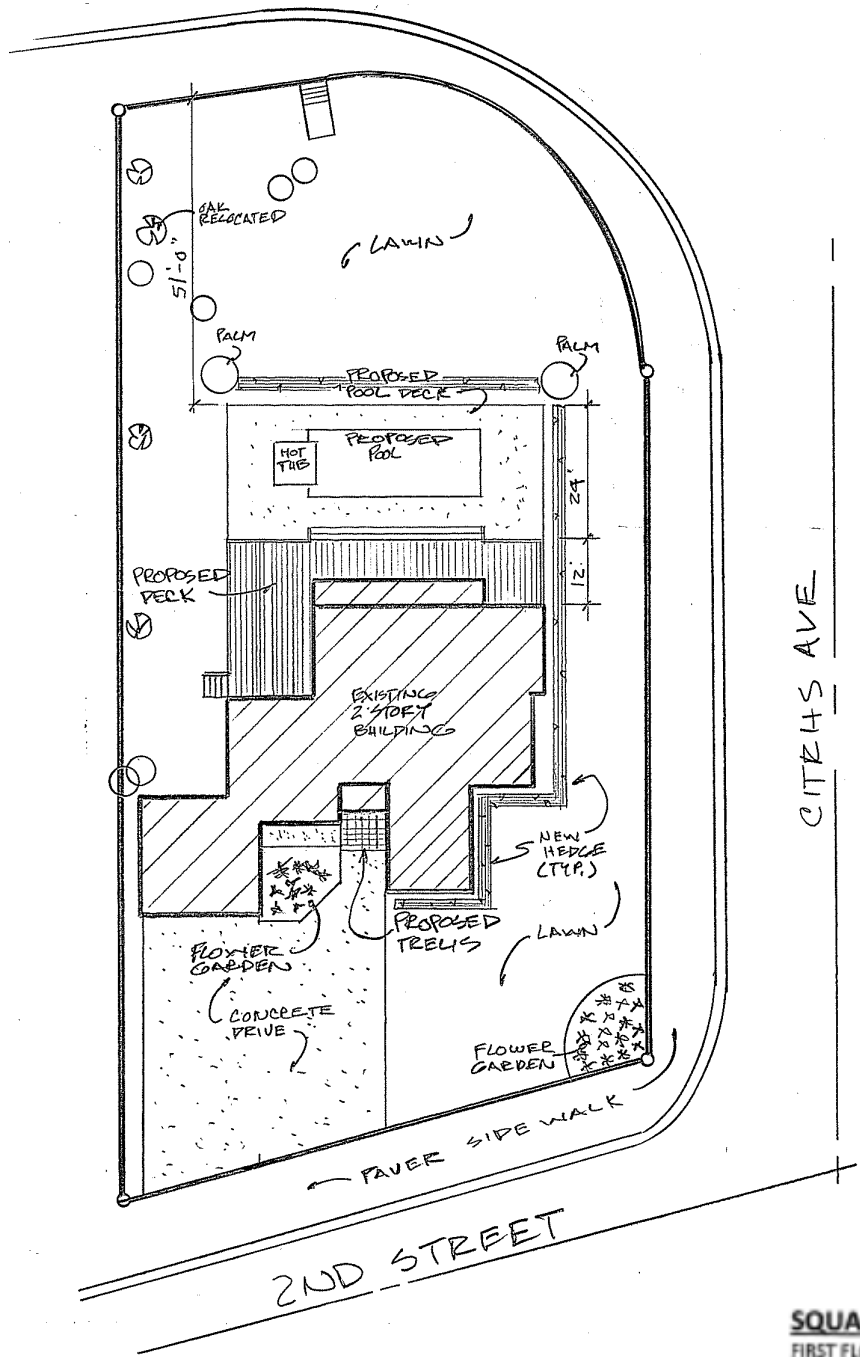 OAK
RELOCATED
51'-0"
LAWN
PALM
PALM
PROPOSED
POOL DECK
HOT
TUB
PROPOSED
POOL
24'
12'
PROPOSED
DECK
EXISTING
2 STORY
BUILDING
CITRUS AVE
NEW
HEDGE
(TYP.)
PROPOSED
TRELIS
LAWN
FLOWER
GARDEN
CONCRETE
DRIVE
FLOWER
GARDEN
PAVER SIDE WALK
2ND STREET
SQUA
FIRST FL